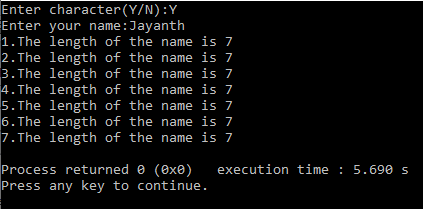 Enter character(Y/N):Y
Enter your name:Jayanth
1.The length of the name is 7
2.The length of the name is 7
3.The length of the name is 7
4.The length of the name is 7
5.The length of the name is 7
6.The length of the name is 7
7.The length of the name is 7
Process returned 0 (0x0)   execution time : 5.690 s
Press any key to continue.